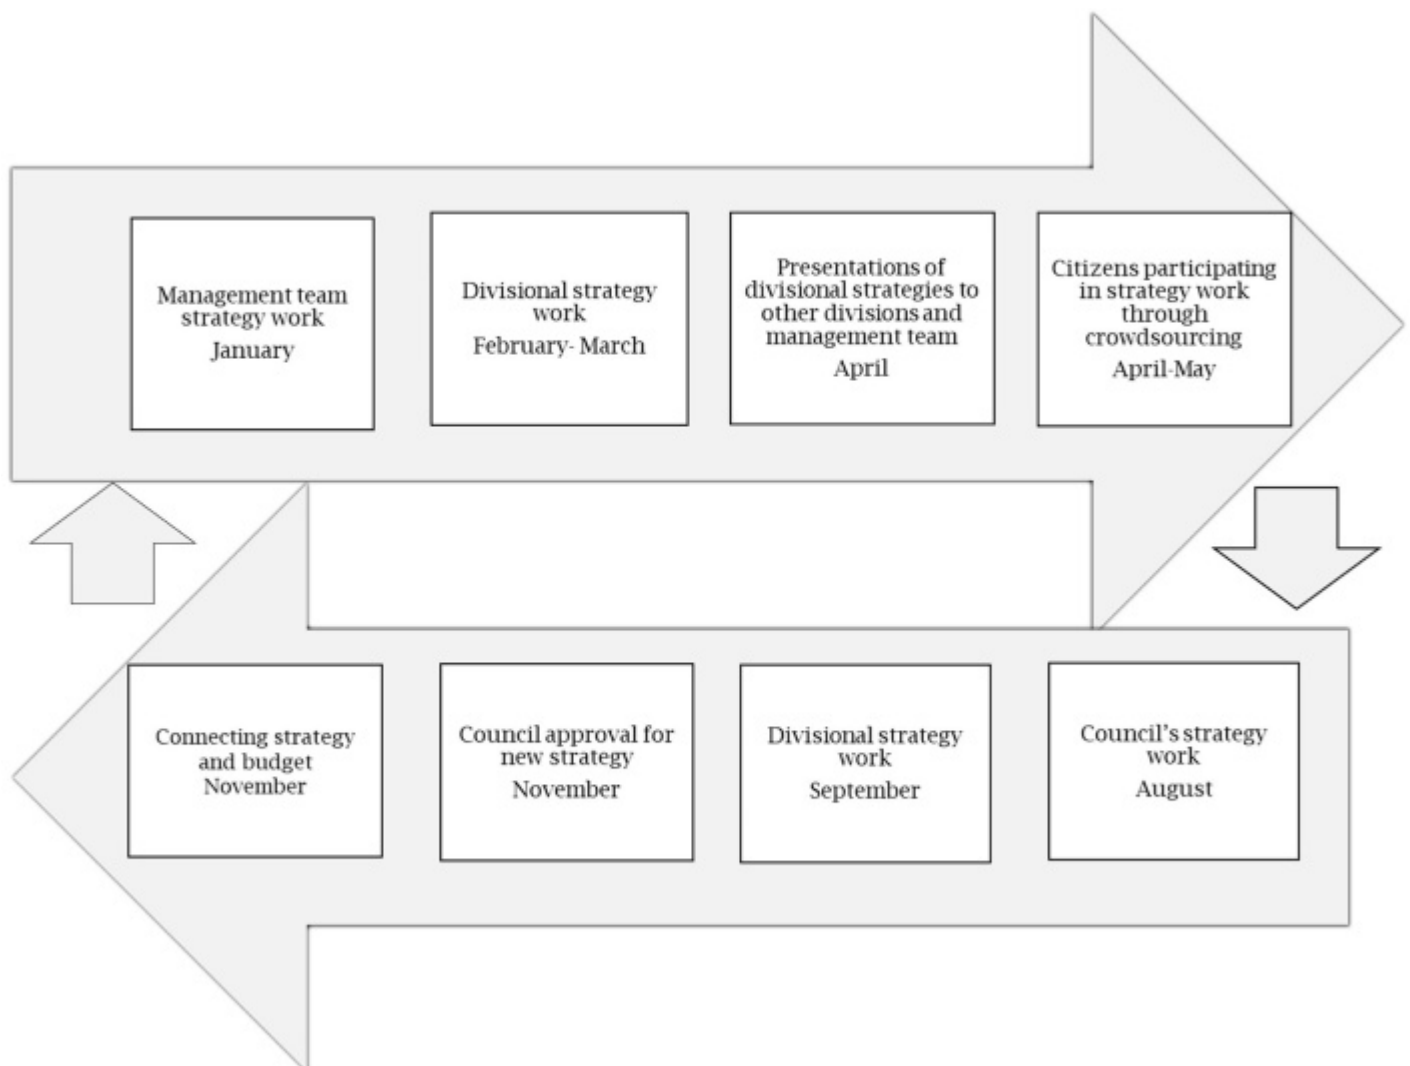 Management team
strategy work
January
Divisional strategy
work
February- March
Presentations of
divisional strategies to
other divisions and
management team
April
Citizens participating
in strategy work
through
crowdsourcing
April-May
Connecting strategy
and budget
November
Council approval for
new strategy
November
Divisional strategy
work
September
Council’s strategy
work
August